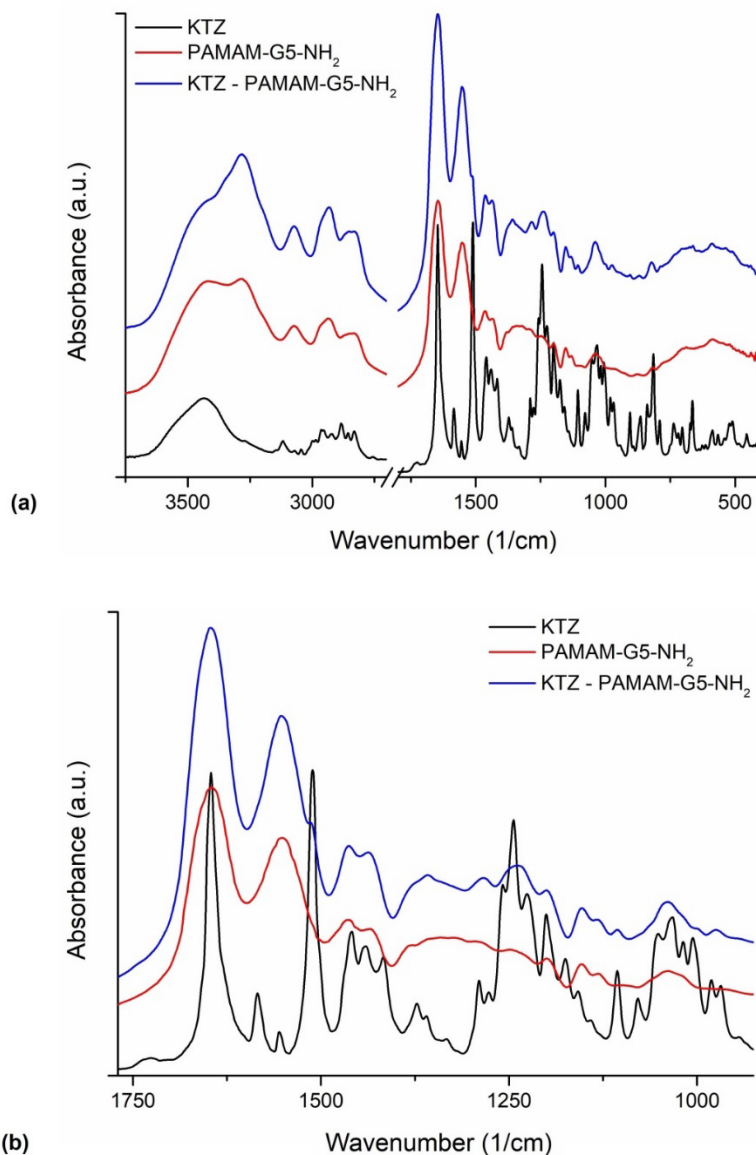 KTZ
PAMAM-G5-NH₂
KTZ - PAMAM-G5-NH₂
Absorbance (a.u.)
3500 3000 1500 1000 500
(a)
Wavenumber (1/cm)
KTZ
PAMAM-G5-NH₂
KTZ - PAMAM-G5-NH₂
Absorbance (a.u.)
1750 1500 1250 1000
(b)
Wavenumber (1/cm)